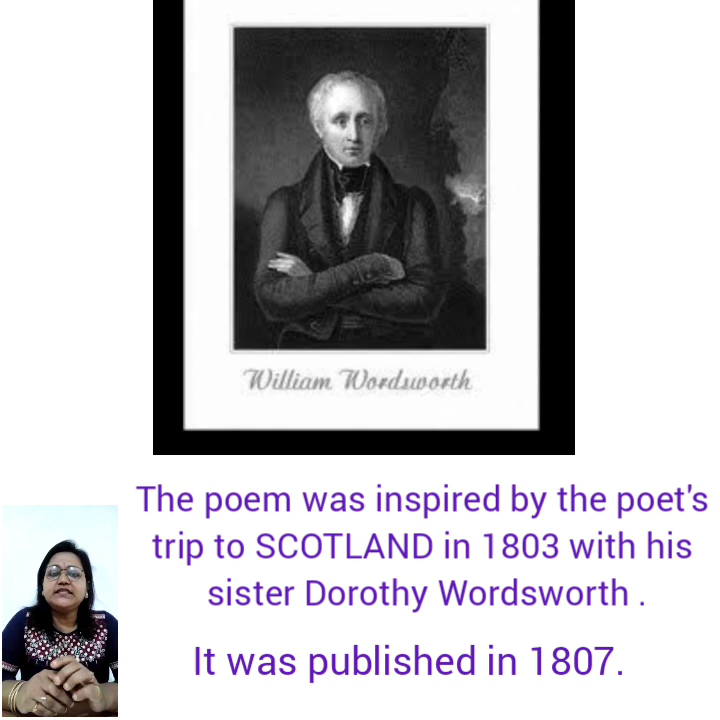 William Wordsworth
The poem was inspired by the poet's
trip to SCOTLAND in 1803 with his
sister Dorothy Wordsworth .
It was published in 1807.